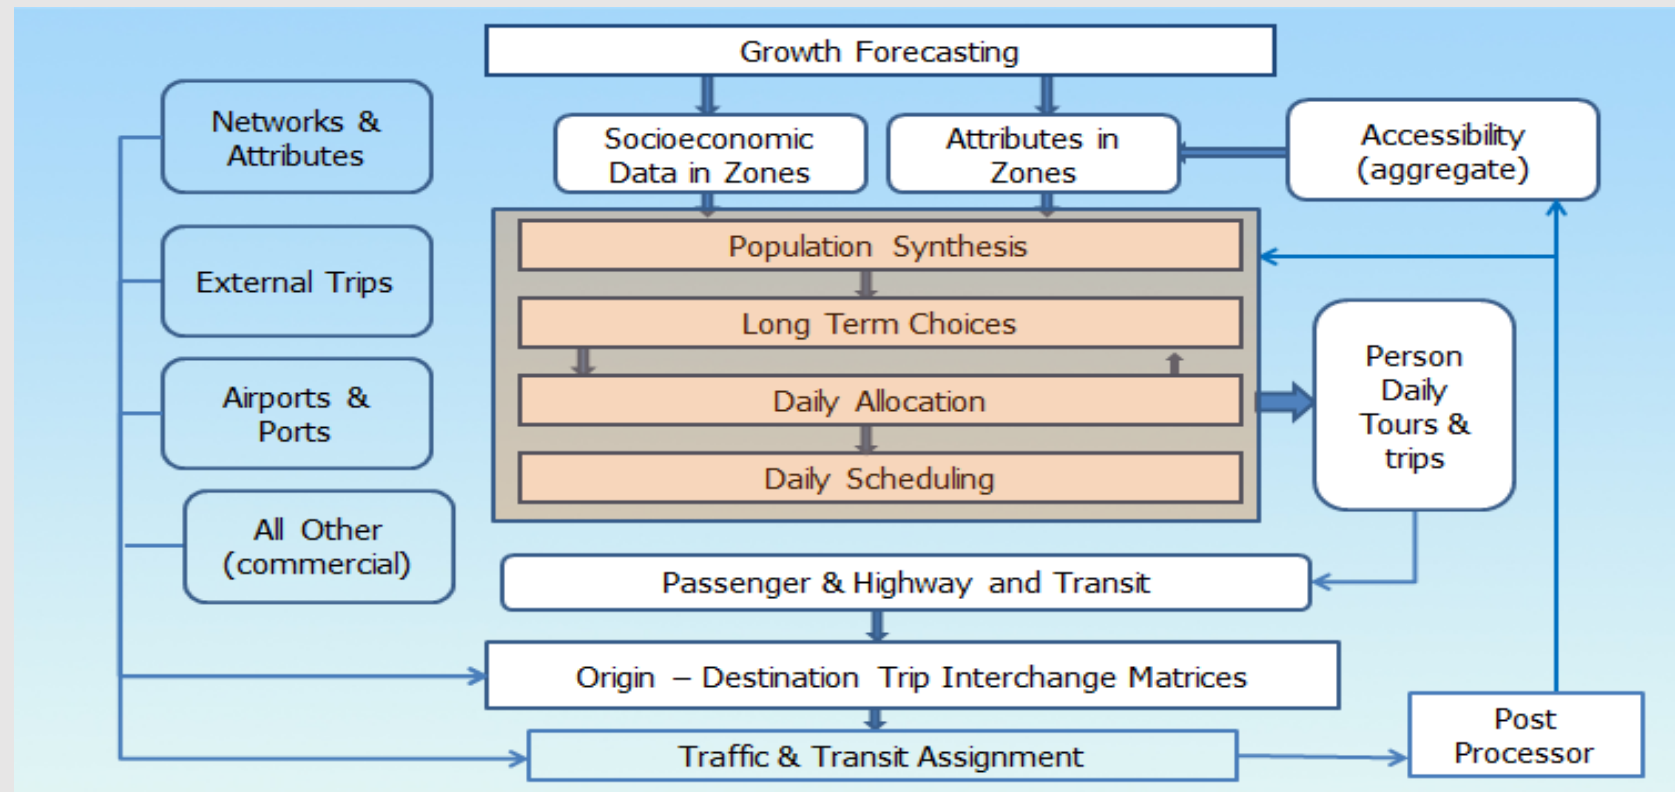 Growth Forecasting
Networks &
Attributes
Socioeconomic
Data in Zones
Attributes in
Zones
Accessibility
(aggregate)
Population Synthesis
External Trips
Long Term Choices
Person
Daily
Tours &
trips
Airports &
Ports
Daily Allocation
Daily Scheduling
All Other
(commercial)
Passenger & Highway and Transit
Origin – Destination Trip Interchange Matrices
Post
Processor
Traffic & Transit Assignment